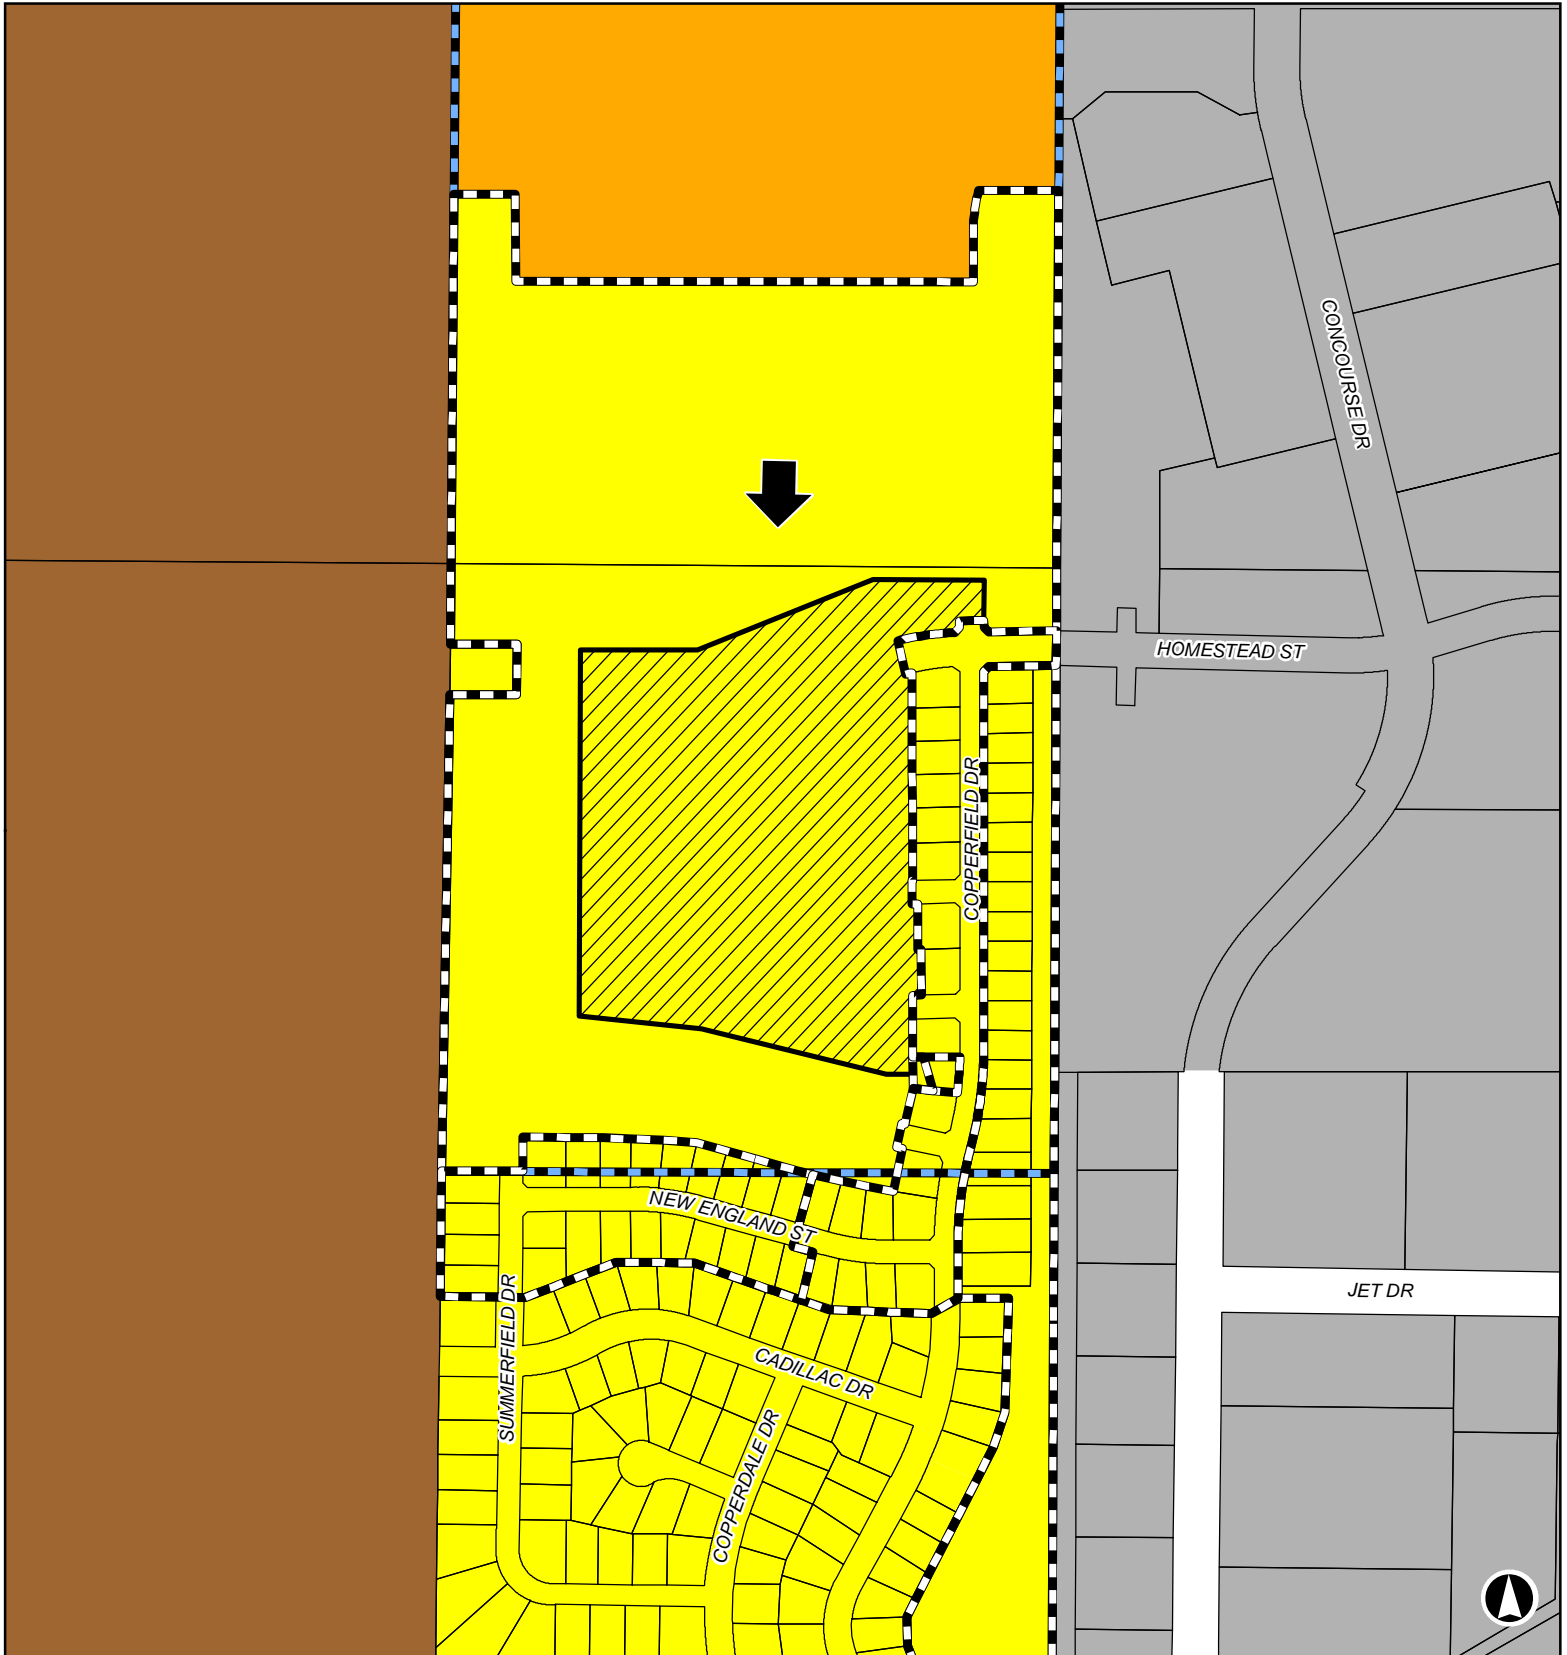 CONCOURSE DR
HOMESTEAD ST
COPPERFIELD DR
NEW ENGLAND ST
SUMMERFIELD DR
JET DR
CADILLAC DR
COPPERDALE DR